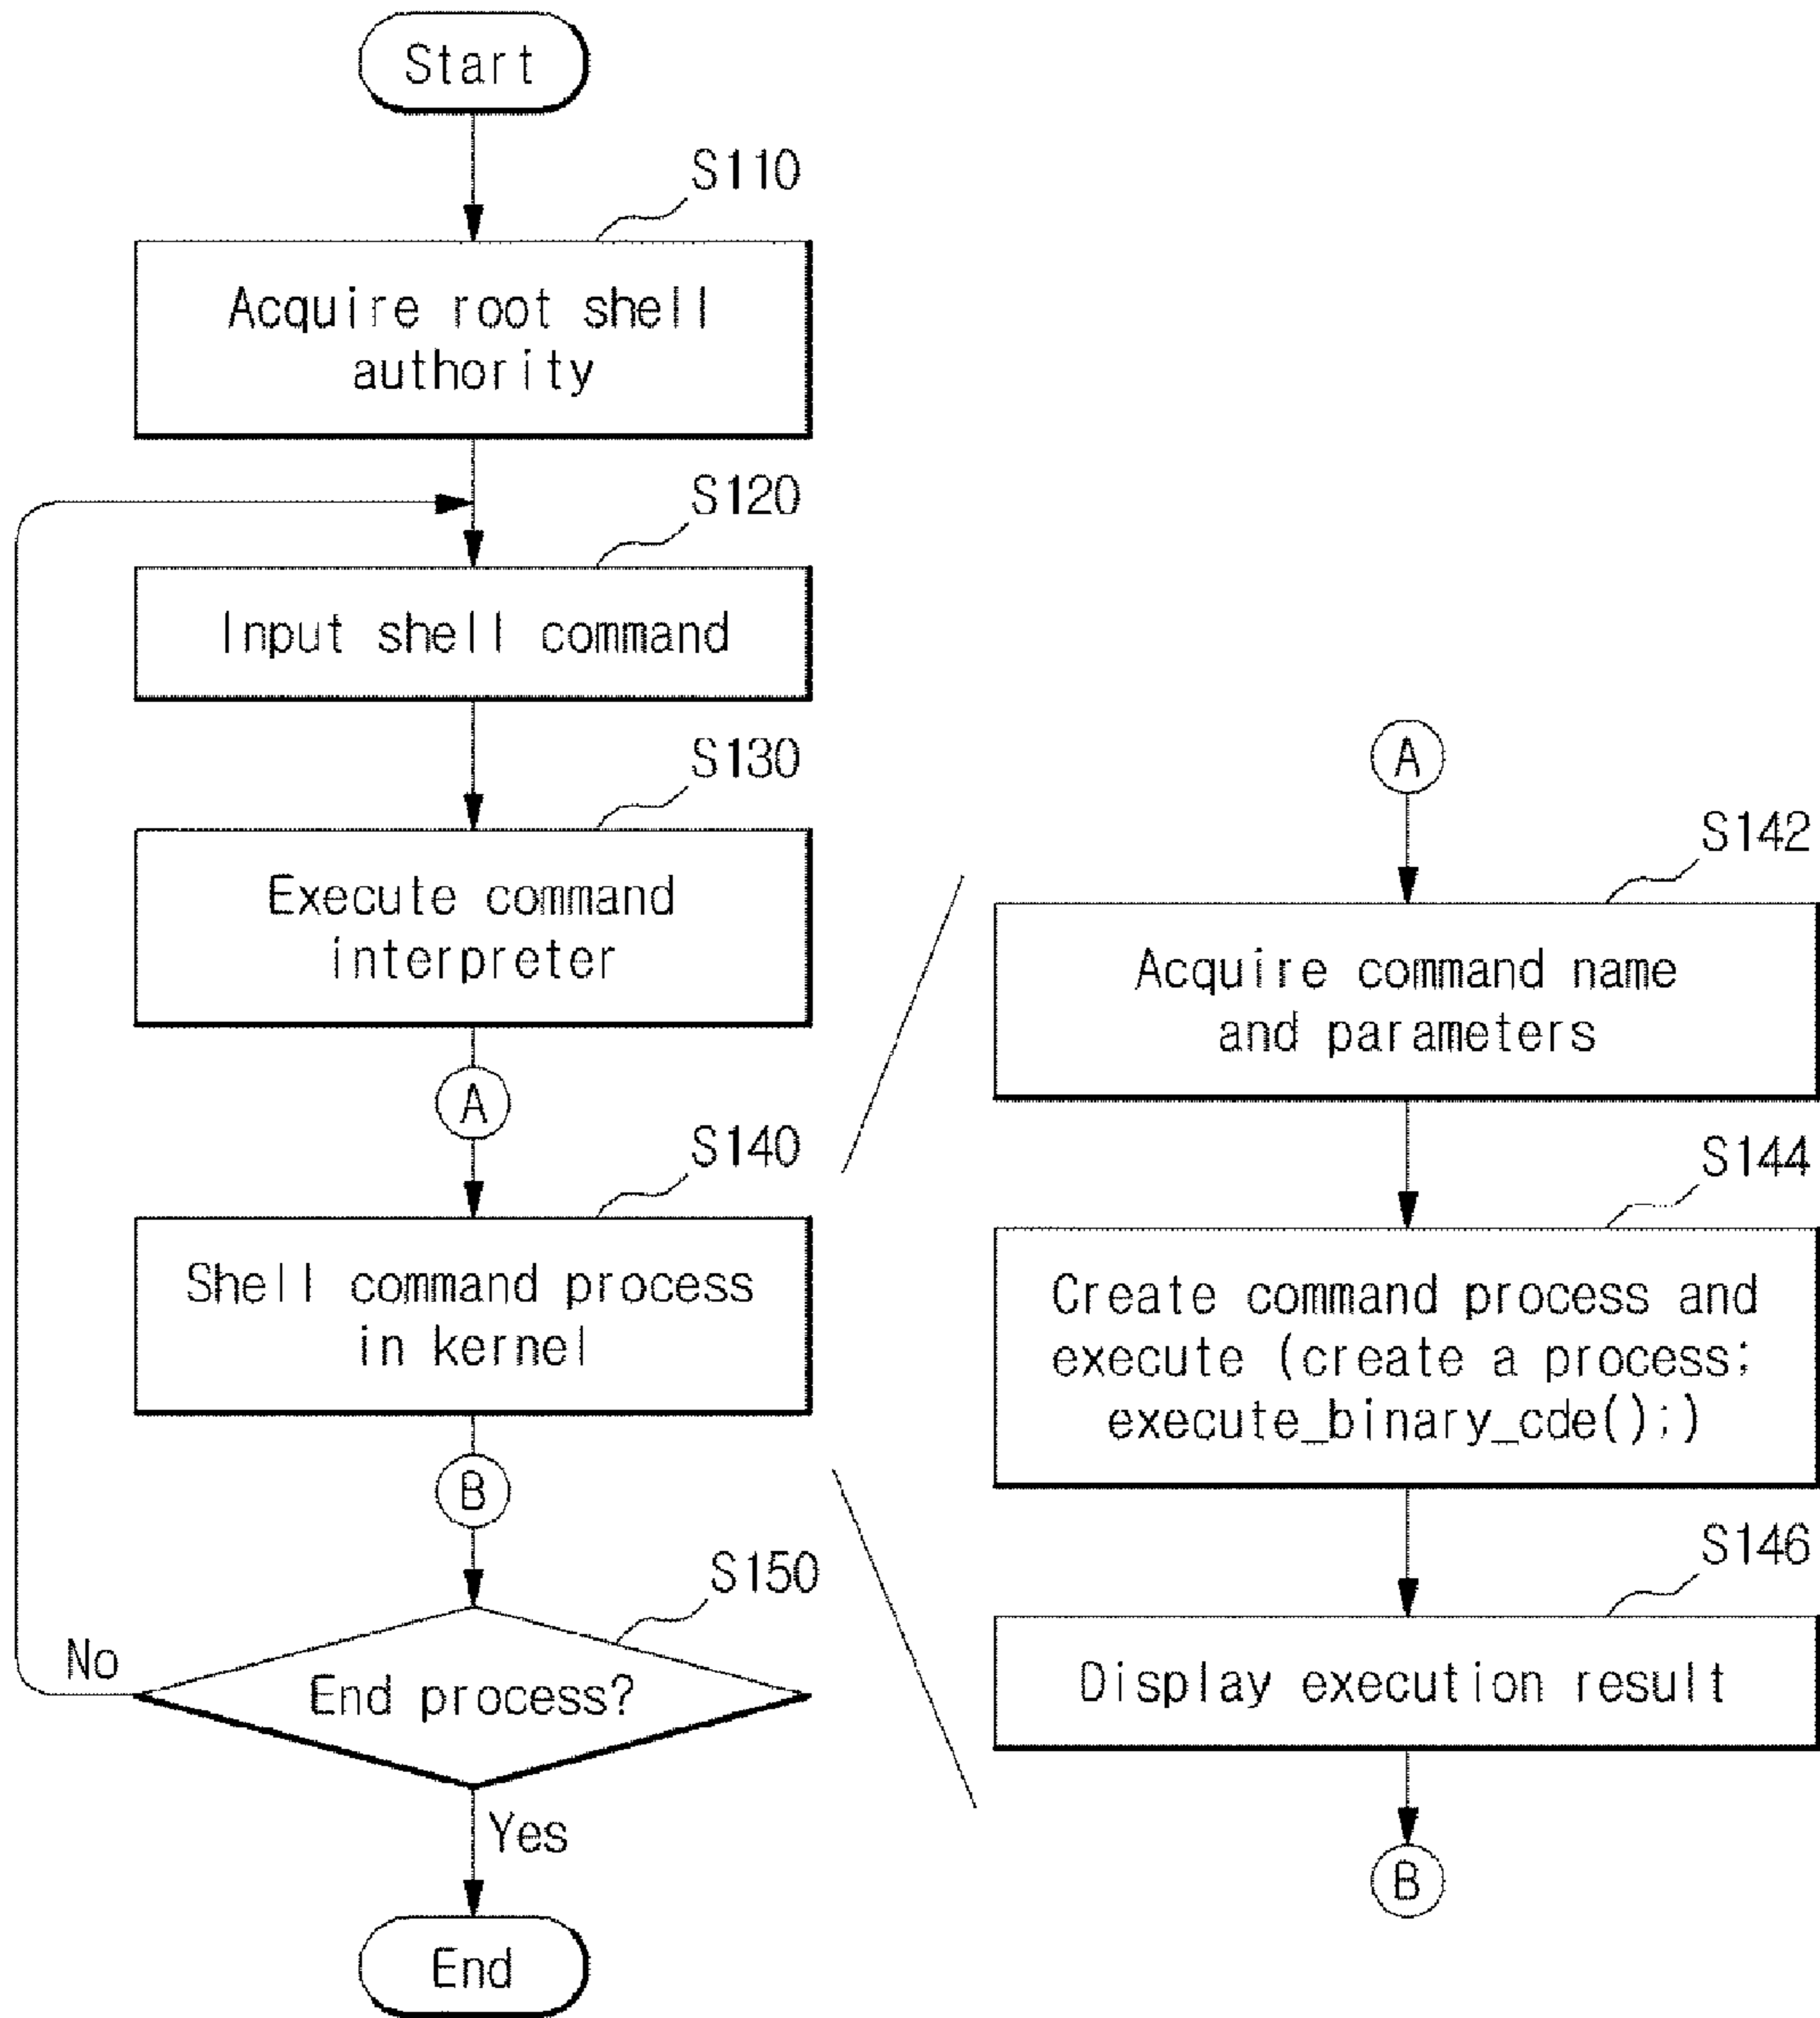 Start
S110
Acquire root shell
authority
S120
Input shell command
S130
Execute command
interpreter
A
S140
Shell command process
in kernel
B
S150
No
End process?
Yes
End
A
S142
Acquire command name
and parameters
S144
Create command process and
execute (create a process;
execute_binary_cde();)
S146
Display execution result
B